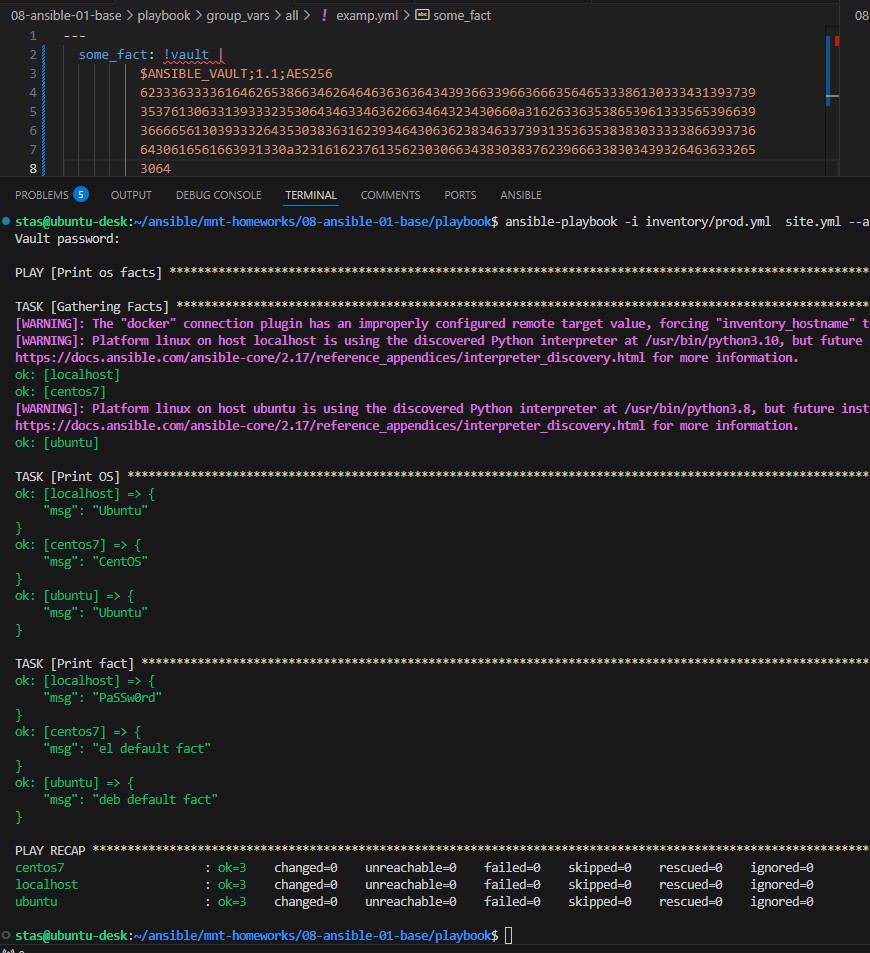 08-ansible-01-base > playbook > group_vars > all > ! examp.yml > some_fact
08
1 ---
2 some_fact: !vault |
3 $ANSIBLE_VAULT;1.1;AES256
4
5
6
7
8 3064
PROBLEMS 5 OUTPUT DEBUG CONSOLE TERMINAL COMMENTS PORTS ANSIBLE
stas@ubuntu-desk:~/ansible/mnt-homeworks/08-ansible-01-base/playbook$ ansible-playbook -i inventory/prod.yml  site.yml --a
Vault password:
PLAY [Print os facts] ****************************************************************************************************
TASK [Gathering Facts] ***************************************************************************************************
[WARNING]: The "docker" connection plugin has an improperly configured remote target value, forcing "inventory_hostname" t
[WARNING]: Platform linux on host localhost is using the discovered Python interpreter at /usr/bin/python3.10, but future
https://docs.ansible.com/ansible-core/2.17/reference_appendices/interpreter_discovery.html for more information.
ok: [localhost]
ok: [centos7]
[WARNING]: Platform linux on host ubuntu is using the discovered Python interpreter at /usr/bin/python3.8, but future inst
https://docs.ansible.com/ansible-core/2.17/reference_appendices/interpreter_discovery.html for more information.
ok: [ubuntu]
TASK [Print OS] **********************************************************************************************************
ok: [localhost] => {
"msg": "Ubuntu"
}
ok: [centos7] => {
"msg": "CentOS"
}
ok: [ubuntu] => {
"msg": "Ubuntu"
}
TASK [Print fact] ********************************************************************************************************
ok: [localhost] => {
"msg": "PaSSw0rd"
}
ok: [centos7] => {
"msg": "el default fact"
}
ok: [ubuntu] => {
"msg": "deb default fact"
}
PLAY RECAP ***************************************************************************************************************
centos7 : ok=3 changed=0 unreachable=0 failed=0 skipped=0 rescued=0 ignored=0
localhost : ok=3 changed=0 unreachable=0 failed=0 skipped=0 rescued=0 ignored=0
ubuntu : ok=3 changed=0 unreachable=0 failed=0 skipped=0 rescued=0 ignored=0
stas@ubuntu-desk:~/ansible/mnt-homeworks/08-ansible-01-base/playbook$